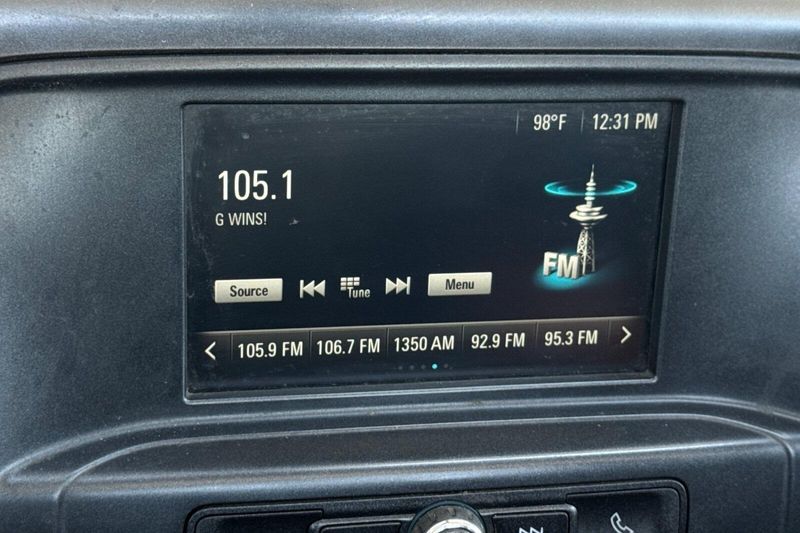 98°F 12:31 PM
105.1
G WINS!
FM
Source Tune Menu
105.9 FM 106.7 FM 1350 AM 92.9 FM 95.3 FM